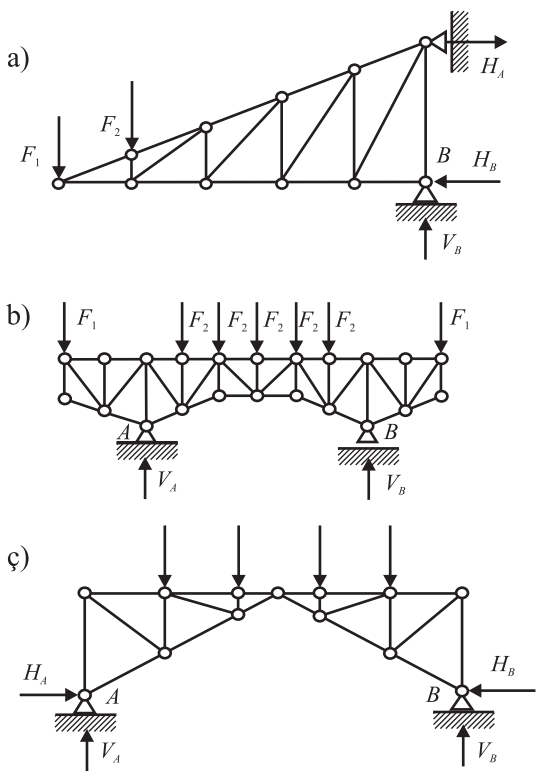 a)
H_A
F_2
F_1
B
H_B
V_B
b)
F_1 F_2 F_2 F_2 F_2 F_2 F_1
A B
V_A V_B
ç)
H_A A B H_B
V_A V_B